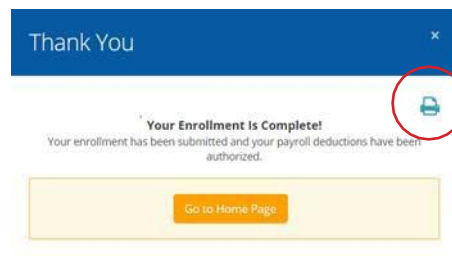 Thank You
×
Your Enrollment Is Complete!
Your enrollment has been submitted and your payroll deductions have been
authorized.
Go to Home Page